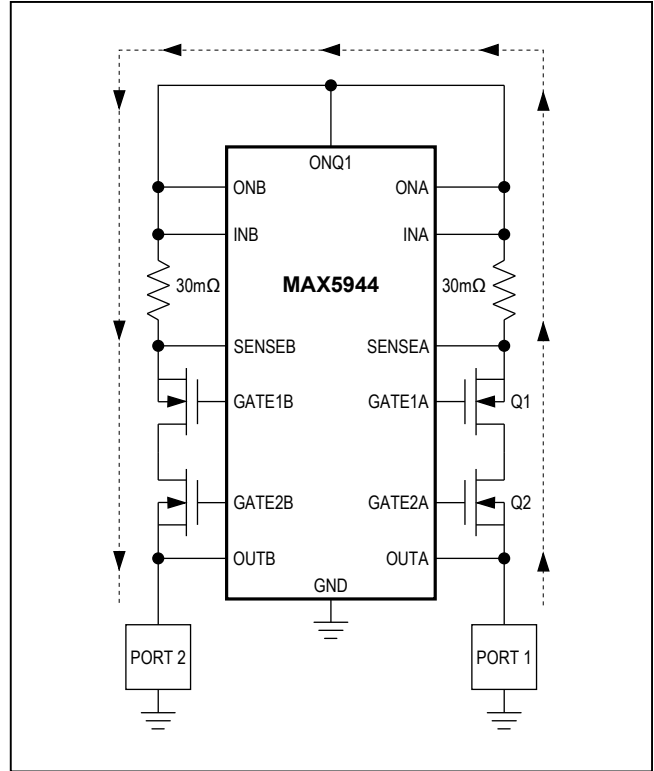 ONQ1
ONB ONA
INB INA
MAX5944
30mΩ 30mΩ
SENSEB SENSEA
GATE1B GATE1A Q1
GATE2B GATE2A Q2
OUTB OUTA
GND
PORT 2 PORT 1